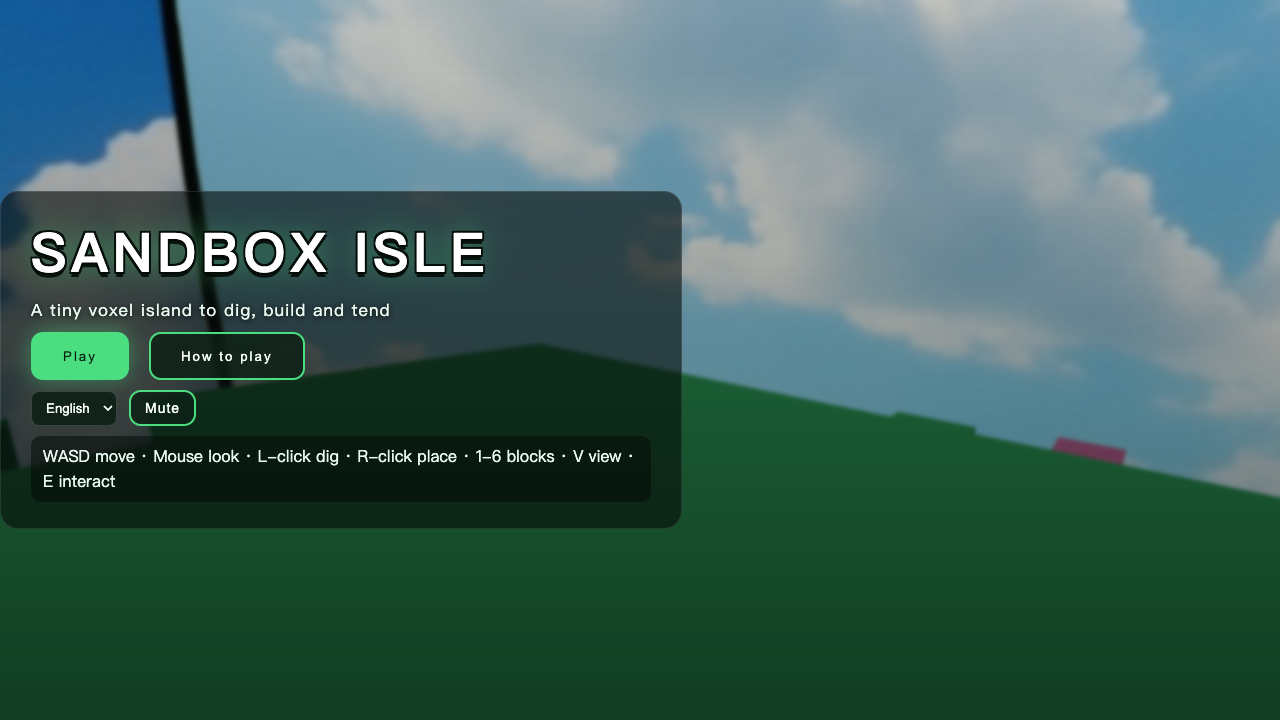 SANDBOX ISLE
A tiny voxel island to dig, build and tend
Play
How to play
English
Mute
WASD move · Mouse look · L–click dig · R–click place · 1–6 blocks · V view ·
E interact